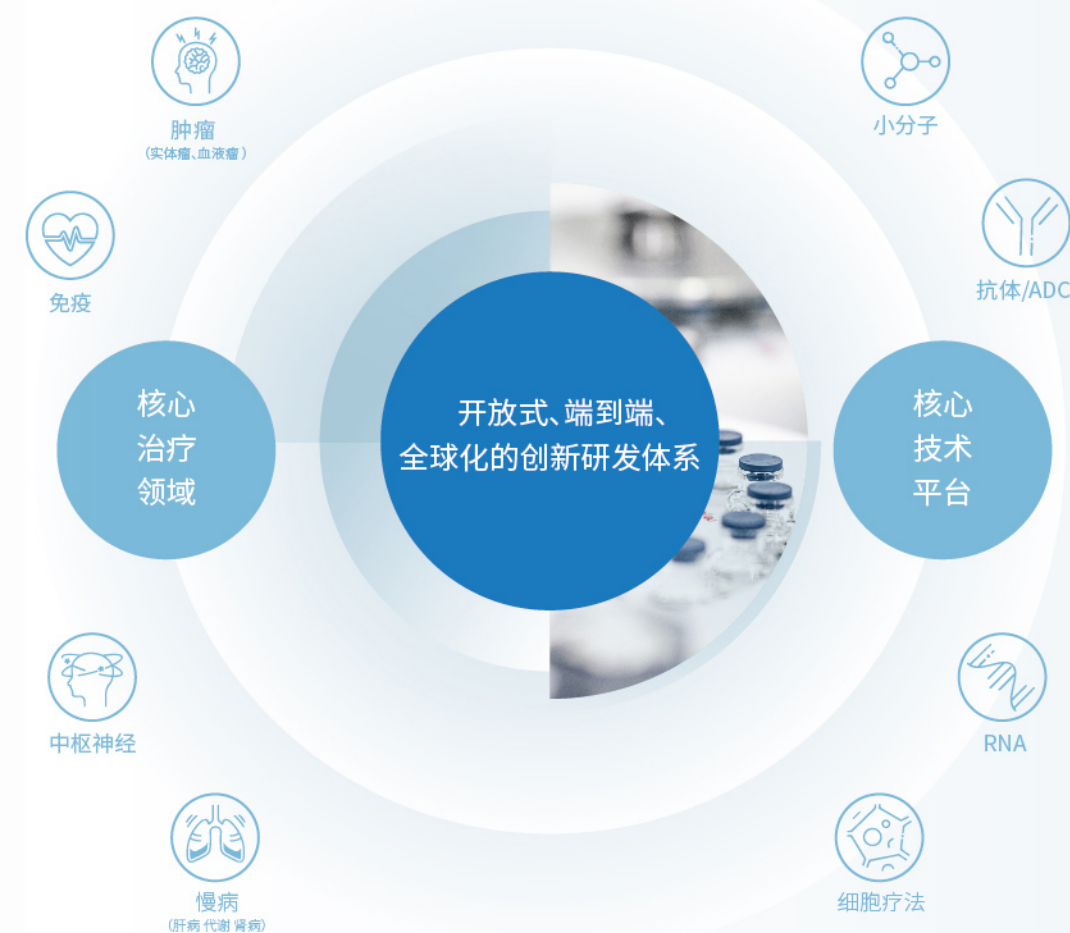 肿瘤
(实体瘤、血液瘤)
免疫
核心
治疗
领域
中枢神经
慢病
(肝病 代谢 肾病)
开放式、端到端、
全球化的创新研发体系
小分子
抗体/ADC
核心
技术
平台
RNA
细胞疗法